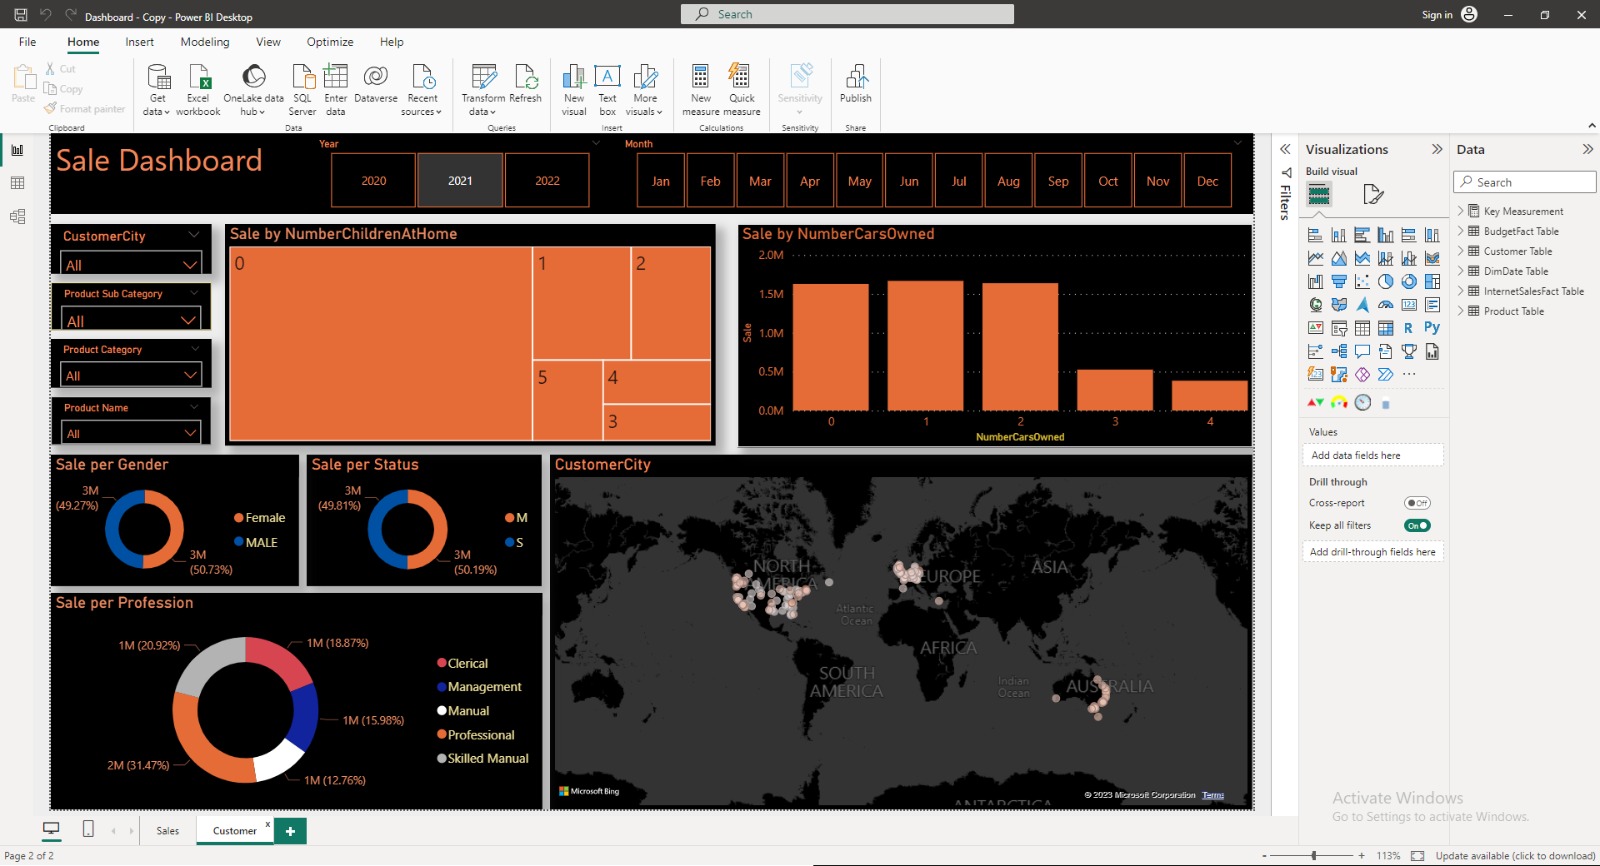 Dashboard - Copy - Power BI Desktop
Search
Sign in
File Home Insert Modeling View Optimize Help
Paste
Cut
Copy
Format painter
Clipboard
Get data
Excel workbook
OneLake data hub
SQL Server
Enter data
Dataverse
Recent sources
Data
Transform data
Refresh
Queries
New visual
Text box
More visuals
Insert
New measure
Quick measure
Calculations
Sensitivity
Sensitivity
Publish
Share
Sale Dashboard
Year
2020 2021 2022
Month
Jan Feb Mar Apr May Jun Jul Aug Sep Oct Nov Dec
CustomerCity
All
Product Sub Category
All
Product Category
All
Product Name
All
Sale by NumberChildrenAtHome
0
1
2
5
4
3
Sale by NumberCarsOwned
Sale
2.0M
1.5M
1.0M
0.5M
0.0M
0 1 2 3 4
NumberCarsOwned
Sale per Gender
3M
(49.27%)
3M
(50.73%)
Female
MALE
Sale per Status
3M
(49.81%)
3M
(50.19%)
M
S
Sale per Profession
1M (20.92%)
1M (18.87%)
1M (15.98%)
1M (12.76%)
2M (31.47%)
Clerical
Management
Manual
Professional
Skilled Manual
CustomerCity
NORTH
AMERICA
EUROPE
ASIA
Atlantic
Ocean
AFRICA
SOUTH
AMERICA
Indian
Ocean
AUSTRALIA
ANTARCTICA
Microsoft Bing
© 2023 Microsoft Corporation Terms
Filters
Visualizations
Build visual
123
R
Py
123
...
Values
Add data fields here
Drill through
Cross-report
Off
Keep all filters
On
Add drill-through fields here
Data
Search
Key Measurement
BudgetFact Table
Customer Table
DimDate Table
InternetSalesFact Table
Product Table
Activate Windows
Go to Settings to activate Windows.
Sales
Customer x
+
Page 2 of 2
- + 113%
Update available (click to download)